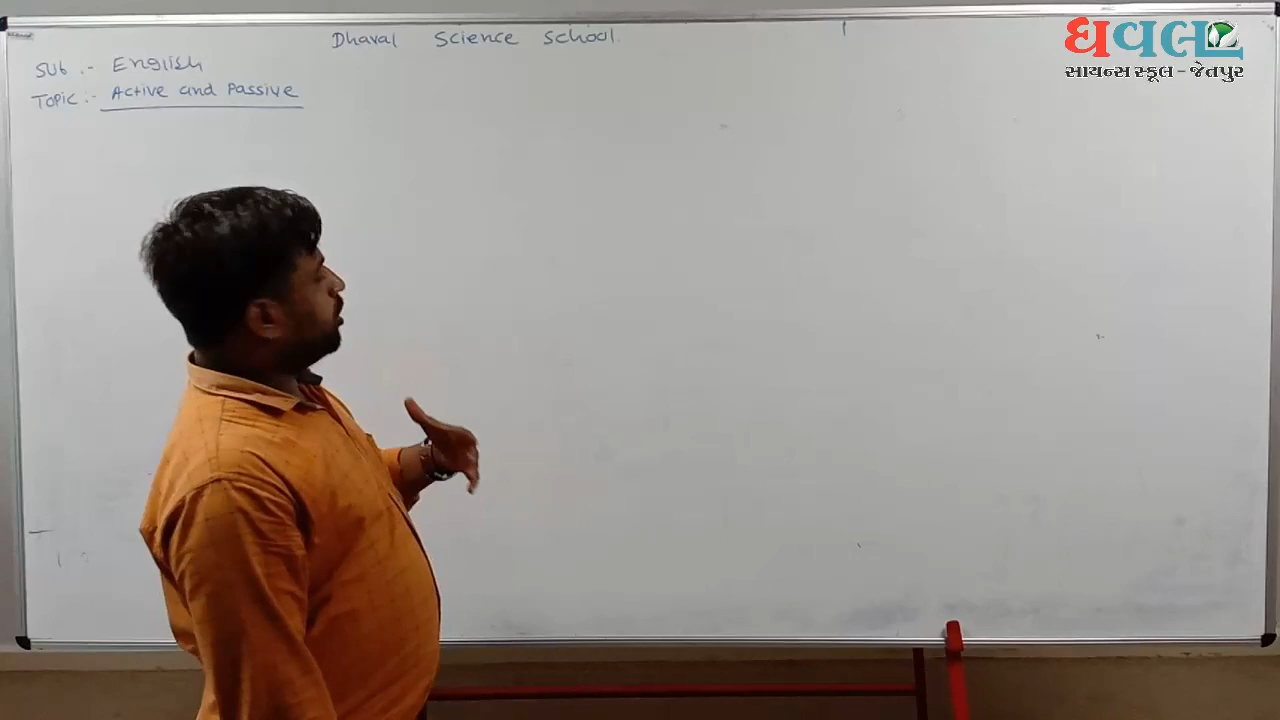 Dhaval Science School.
Sub :- English
Topic :- Active and Passive
ધવલ
સાયન્સ સ્કૂલ - જેતપુર